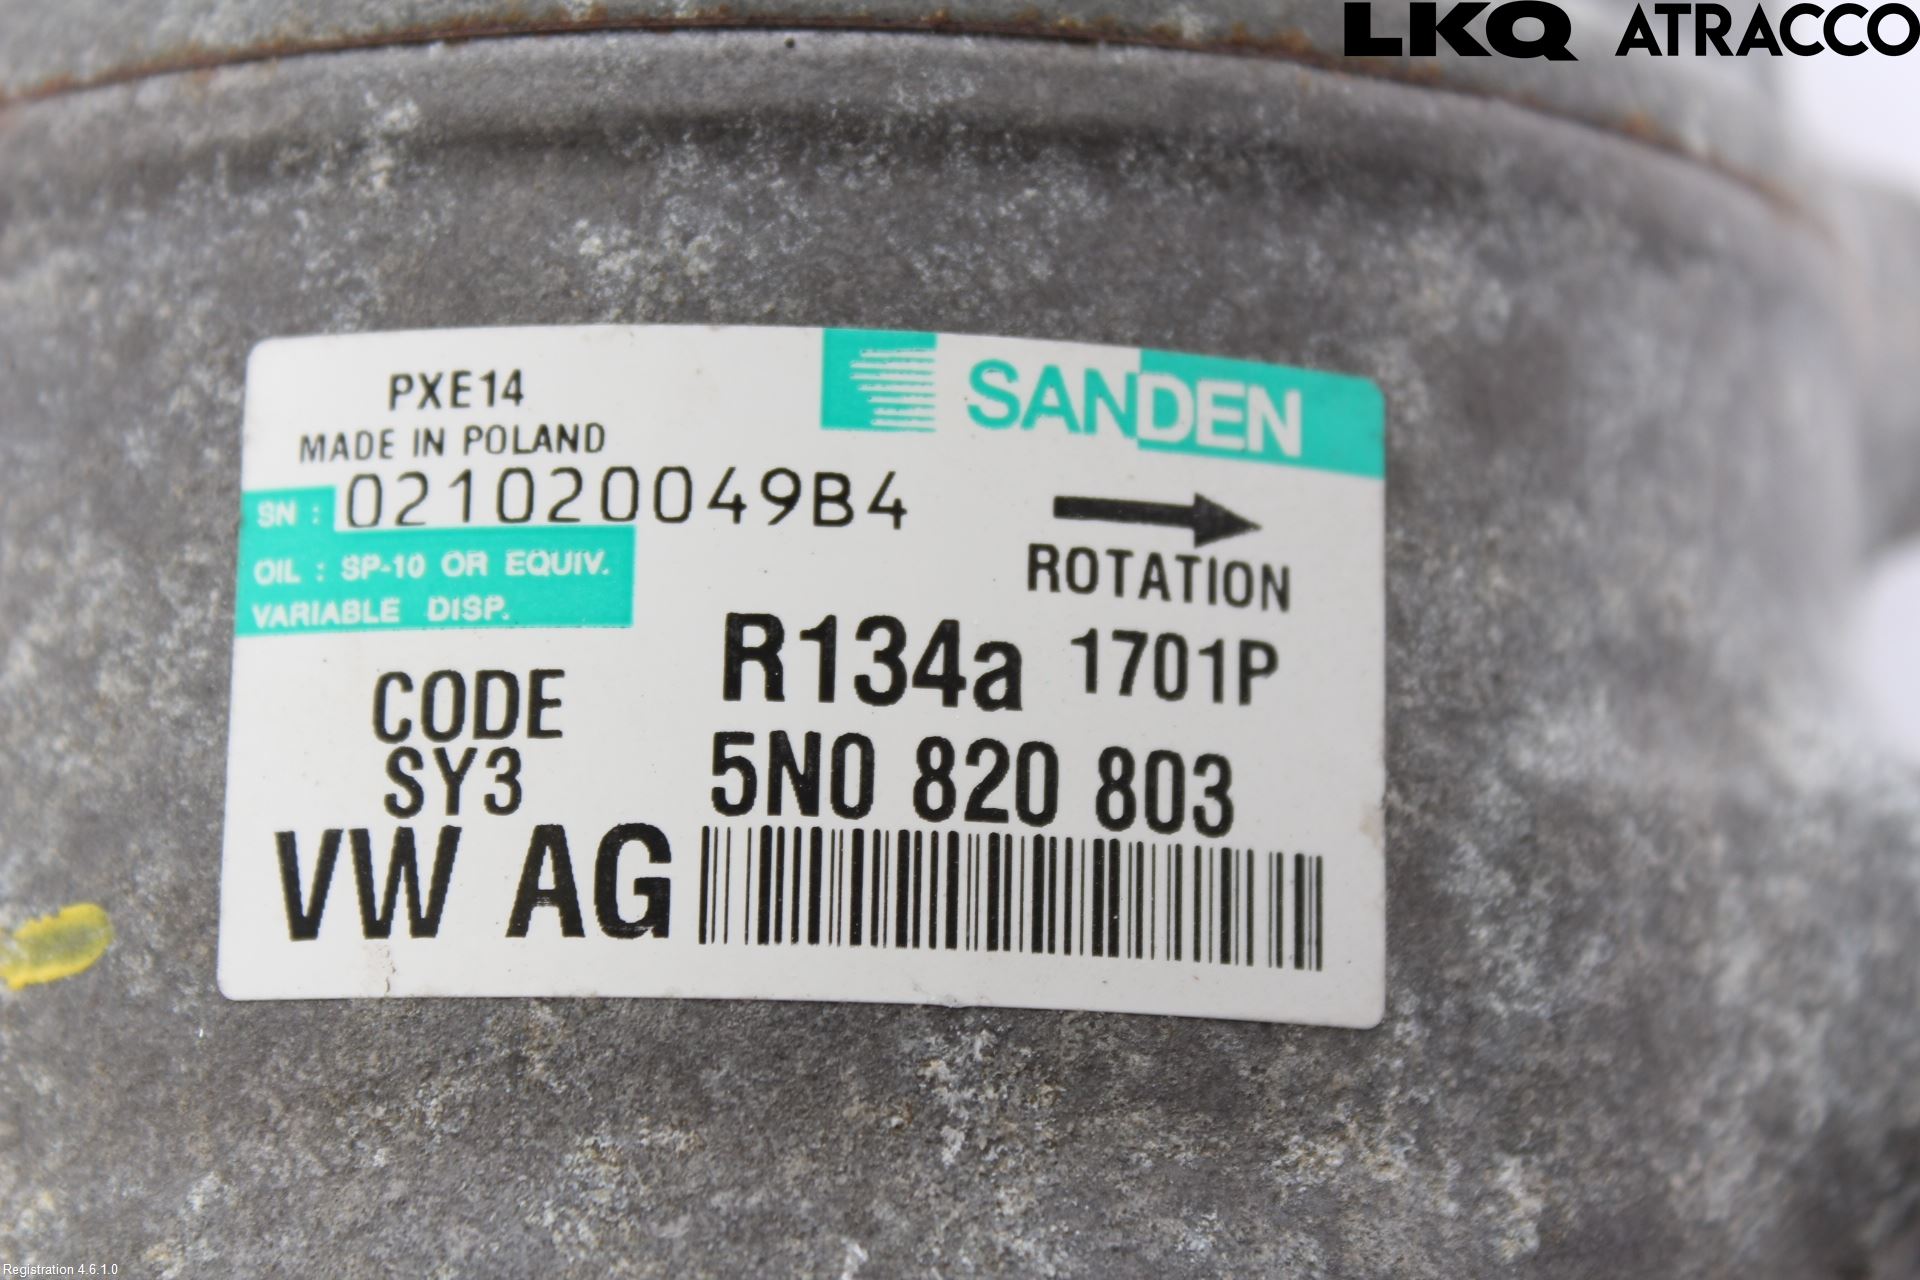 LKQ ATRACCO
PXE14
SANDEN
MADE IN POLAND
SN : 021020049B4
OIL : SP-10 OR EQUIV.
VARIABLE DISP.
ROTATION
R134a 1701P
CODE
SY3
5N0 820 803
VW AG
Registration 4.6.1.0